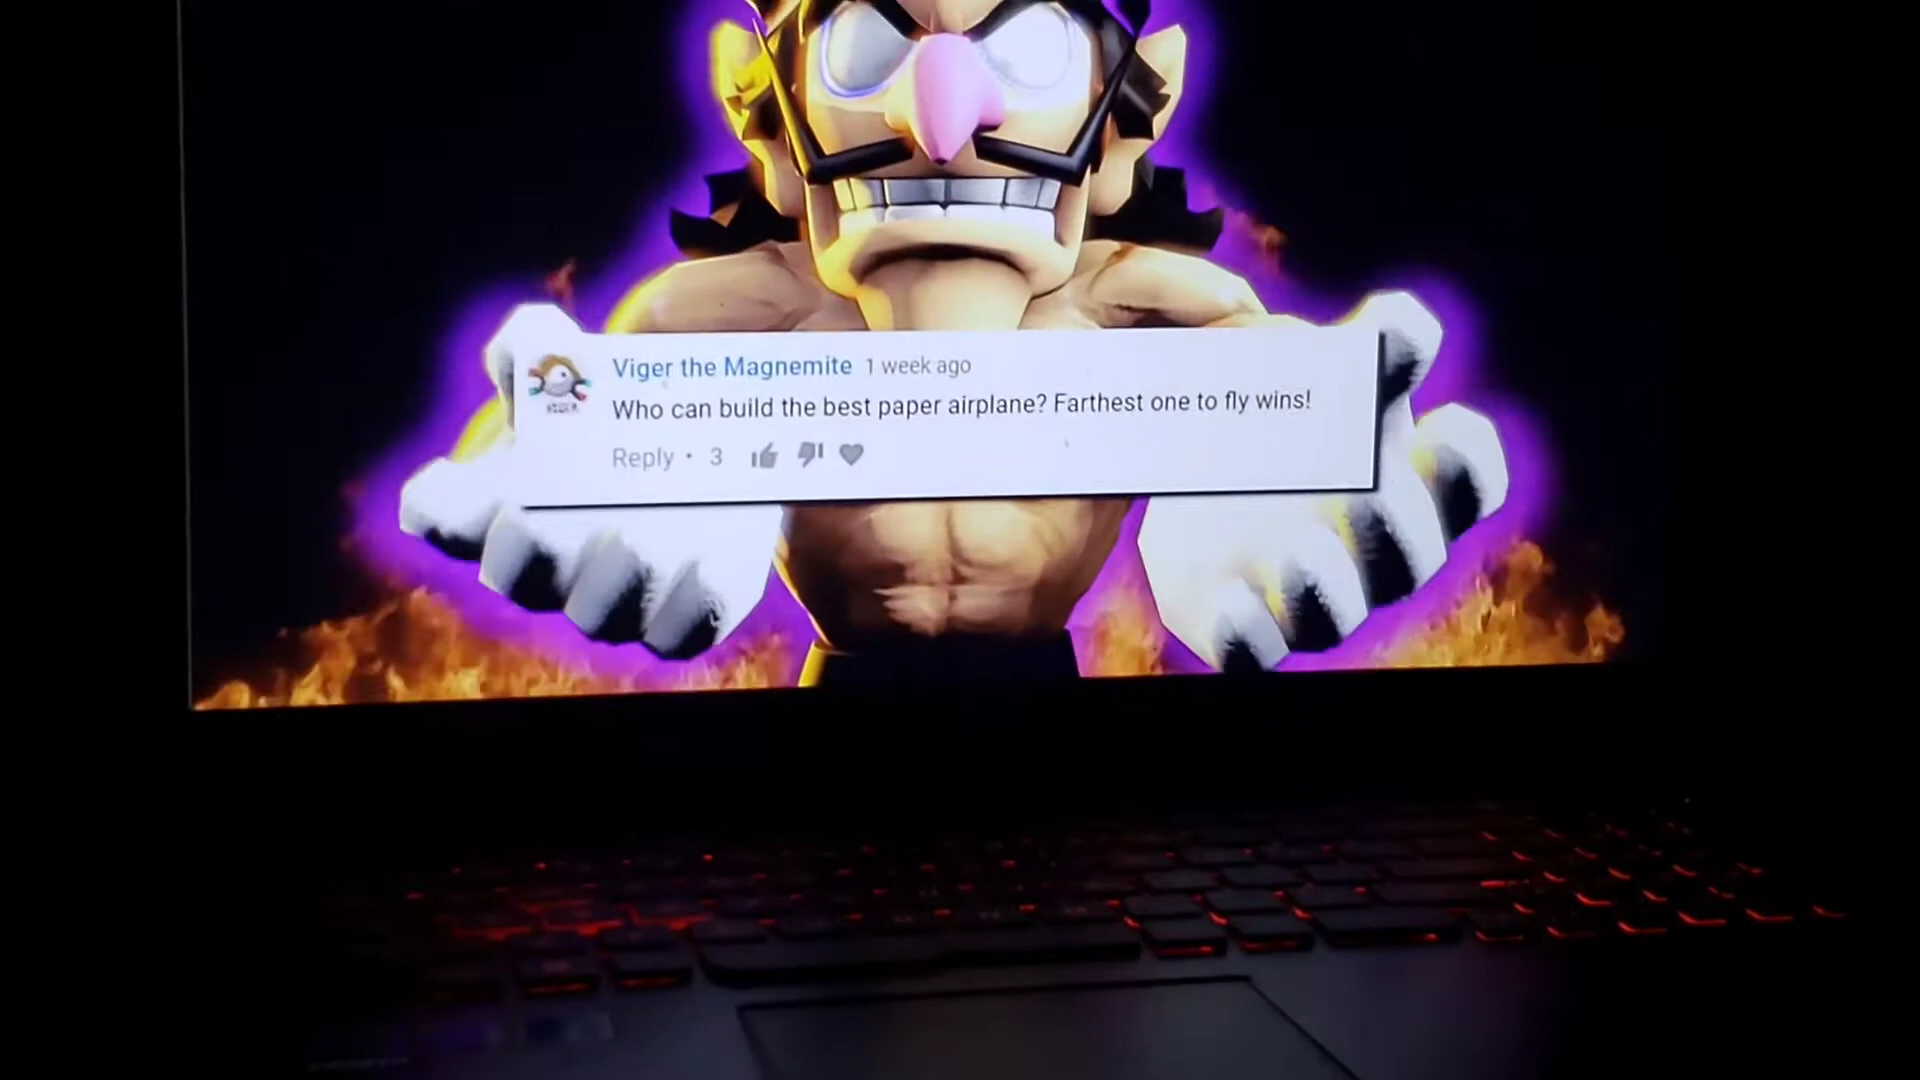 Viger the Magnemite 1 week ago
Who can build the best paper airplane? Farthest one to fly wins!
Reply • 3